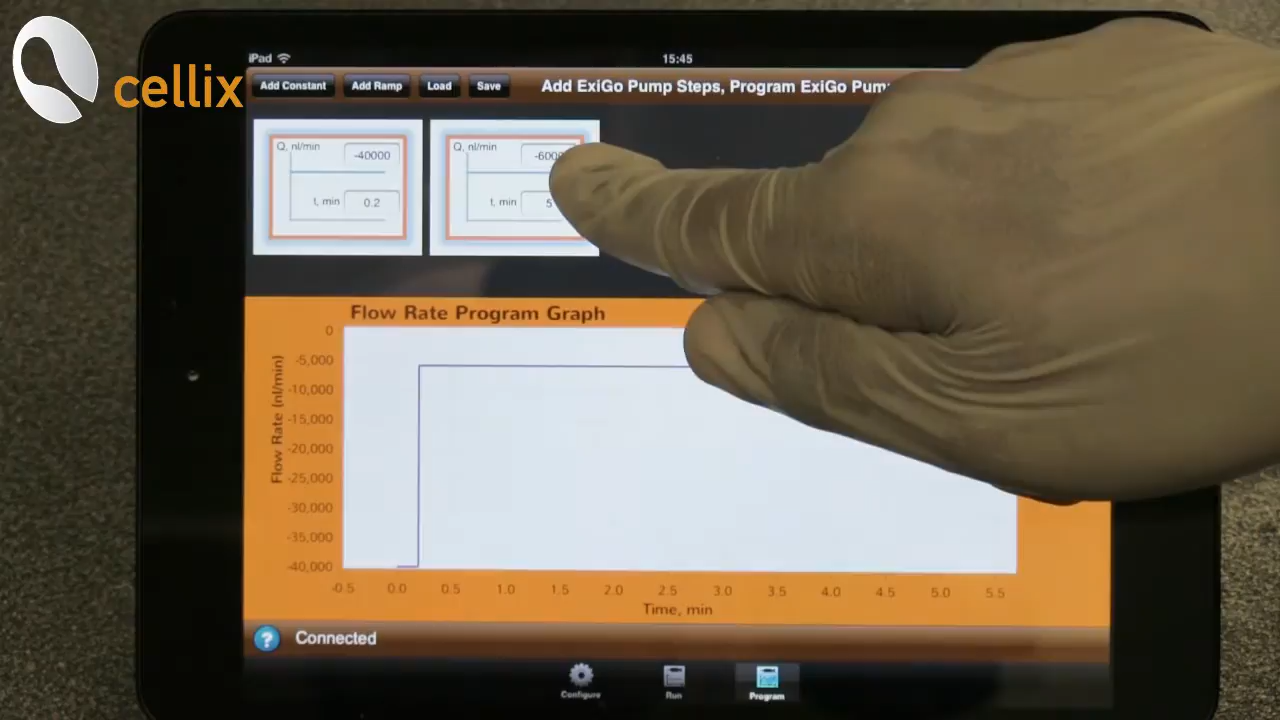 cellix
iPad
15:45
Add Constant
Add Ramp
Load
Save
Add ExiGo Pump Steps, Program ExiGo Pump
Q, nl/min
-40000
t, min
0.2
Q, nl/min
t, min
5
Flow Rate Program Graph
Flow Rate (nl/min)
0
-5,000
-10,000
-15,000
-20,000
-25,000
-30,000
-35,000
-40,000
-0.5 0.0 0.5 1.0 1.5 2.0 2.5 3.0 3.5 4.0 4.5 5.0 5.5
Time, min
? Connected
Configure
Run
Program